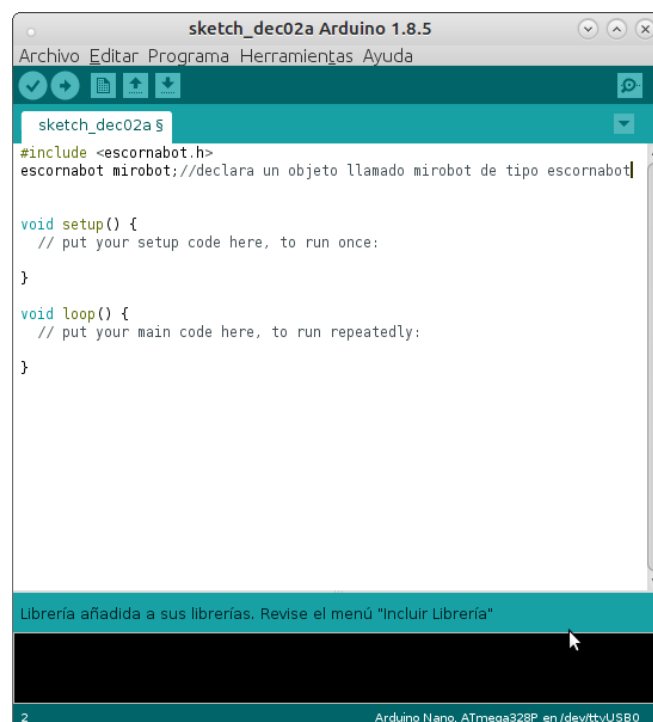 sketch_dec02a Arduino 1.8.5
Archivo Editar Programa Herramientas Ayuda
sketch_dec02a §
#include <escornabot.h>
escornabot mirobot;//declara un objeto llamado mirobot de tipo escornabot
void setup() {
// put your setup code here, to run once:
}
void loop() {
// put your main code here, to run repeatedly:
}
Librería añadida a sus librerías. Revise el menú "Incluir Librería"
2 Arduino Nano, ATmega328P en /dev/ttyUSB0